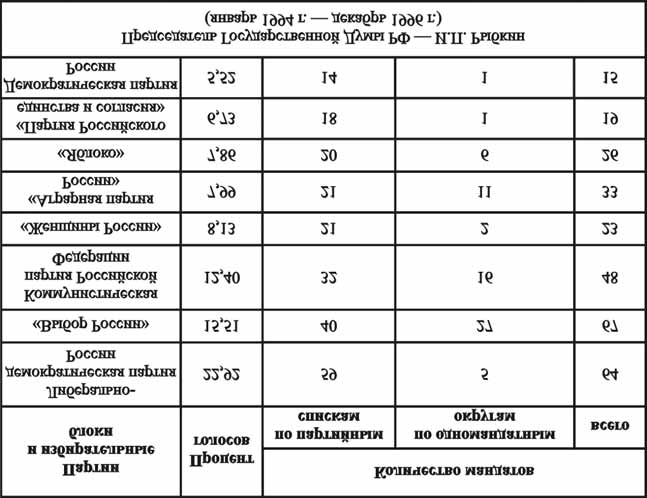 Партии
и избирательные
блоки
Процент
голосов
Количество мандатов
по партийным
спискам
по одномандатным
округам
всего
Либерально-
демократическая партия
России
22,92
59
5
64
«Выбор России»
15,51
40
27
67
Коммунистическая
партия Российской
Федерации
12,40
32
16
48
«Женщины России»
8,13
21
2
23
«Аграрная партия
России»
7,99
21
11
33
«Яблоко»
7,86
20
6
26
«Партия Российского
единства и согласия»
6,73
18
1
19
Демократическая партия
России
5,52
14
1
15
Председатель Государственной Думы РФ — И.П. Рыбкин
(январь 1994 г. — декабрь 1996 г.)